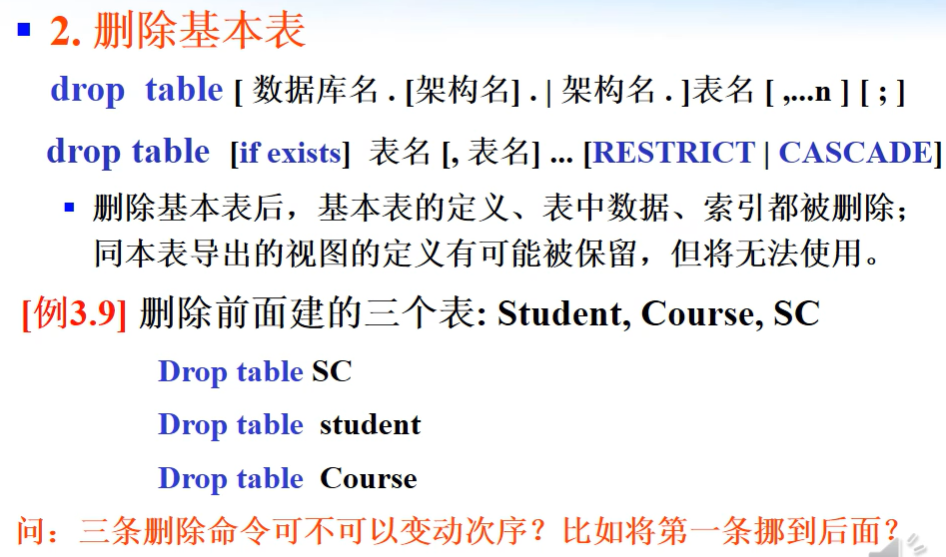 2. 删除基本表
drop table [ 数据库名 . [架构名] . | 架构名 . ]表名 [ ,...n ] [ ; ]
drop table [if exists] 表名 [, 表名] ... [RESTRICT | CASCADE]
删除基本表后，基本表的定义、表中数据、索引都被删除；
同本表导出的视图的定义有可能被保留，但将无法使用。
[例3.9] 删除前面建的三个表: Student, Course, SC
Drop table SC
Drop table student
Drop table Course
问：三条删除命令可不可以变动次序？比如将第一条挪到后面？